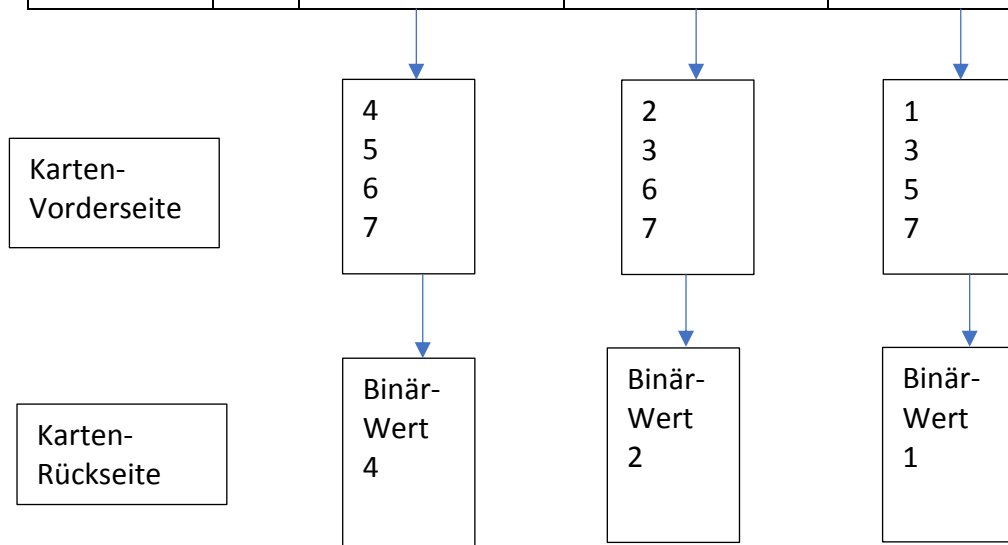 Karten-
Vorderseite
4
5
6
7
2
3
6
7
1
3
5
7
Karten-
Rückseite
Binär-
Wert
4
Binär-
Wert
2
Binär-
Wert
1